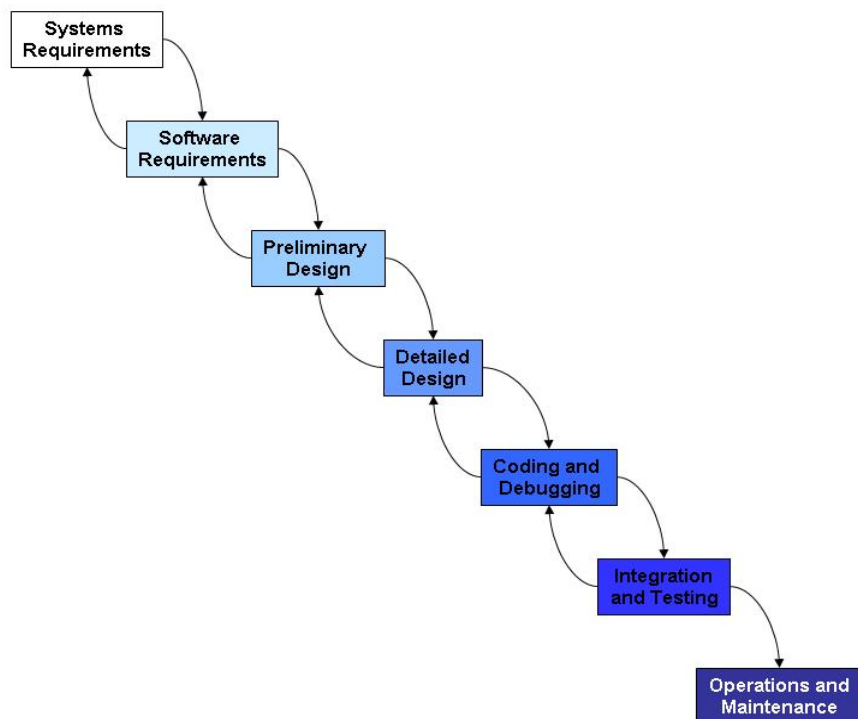 Systems
Requirements
Software
Requirements
Preliminary
Design
Detailed
Design
Coding and
Debugging
Integration
and Testing
Operations and
Maintenance